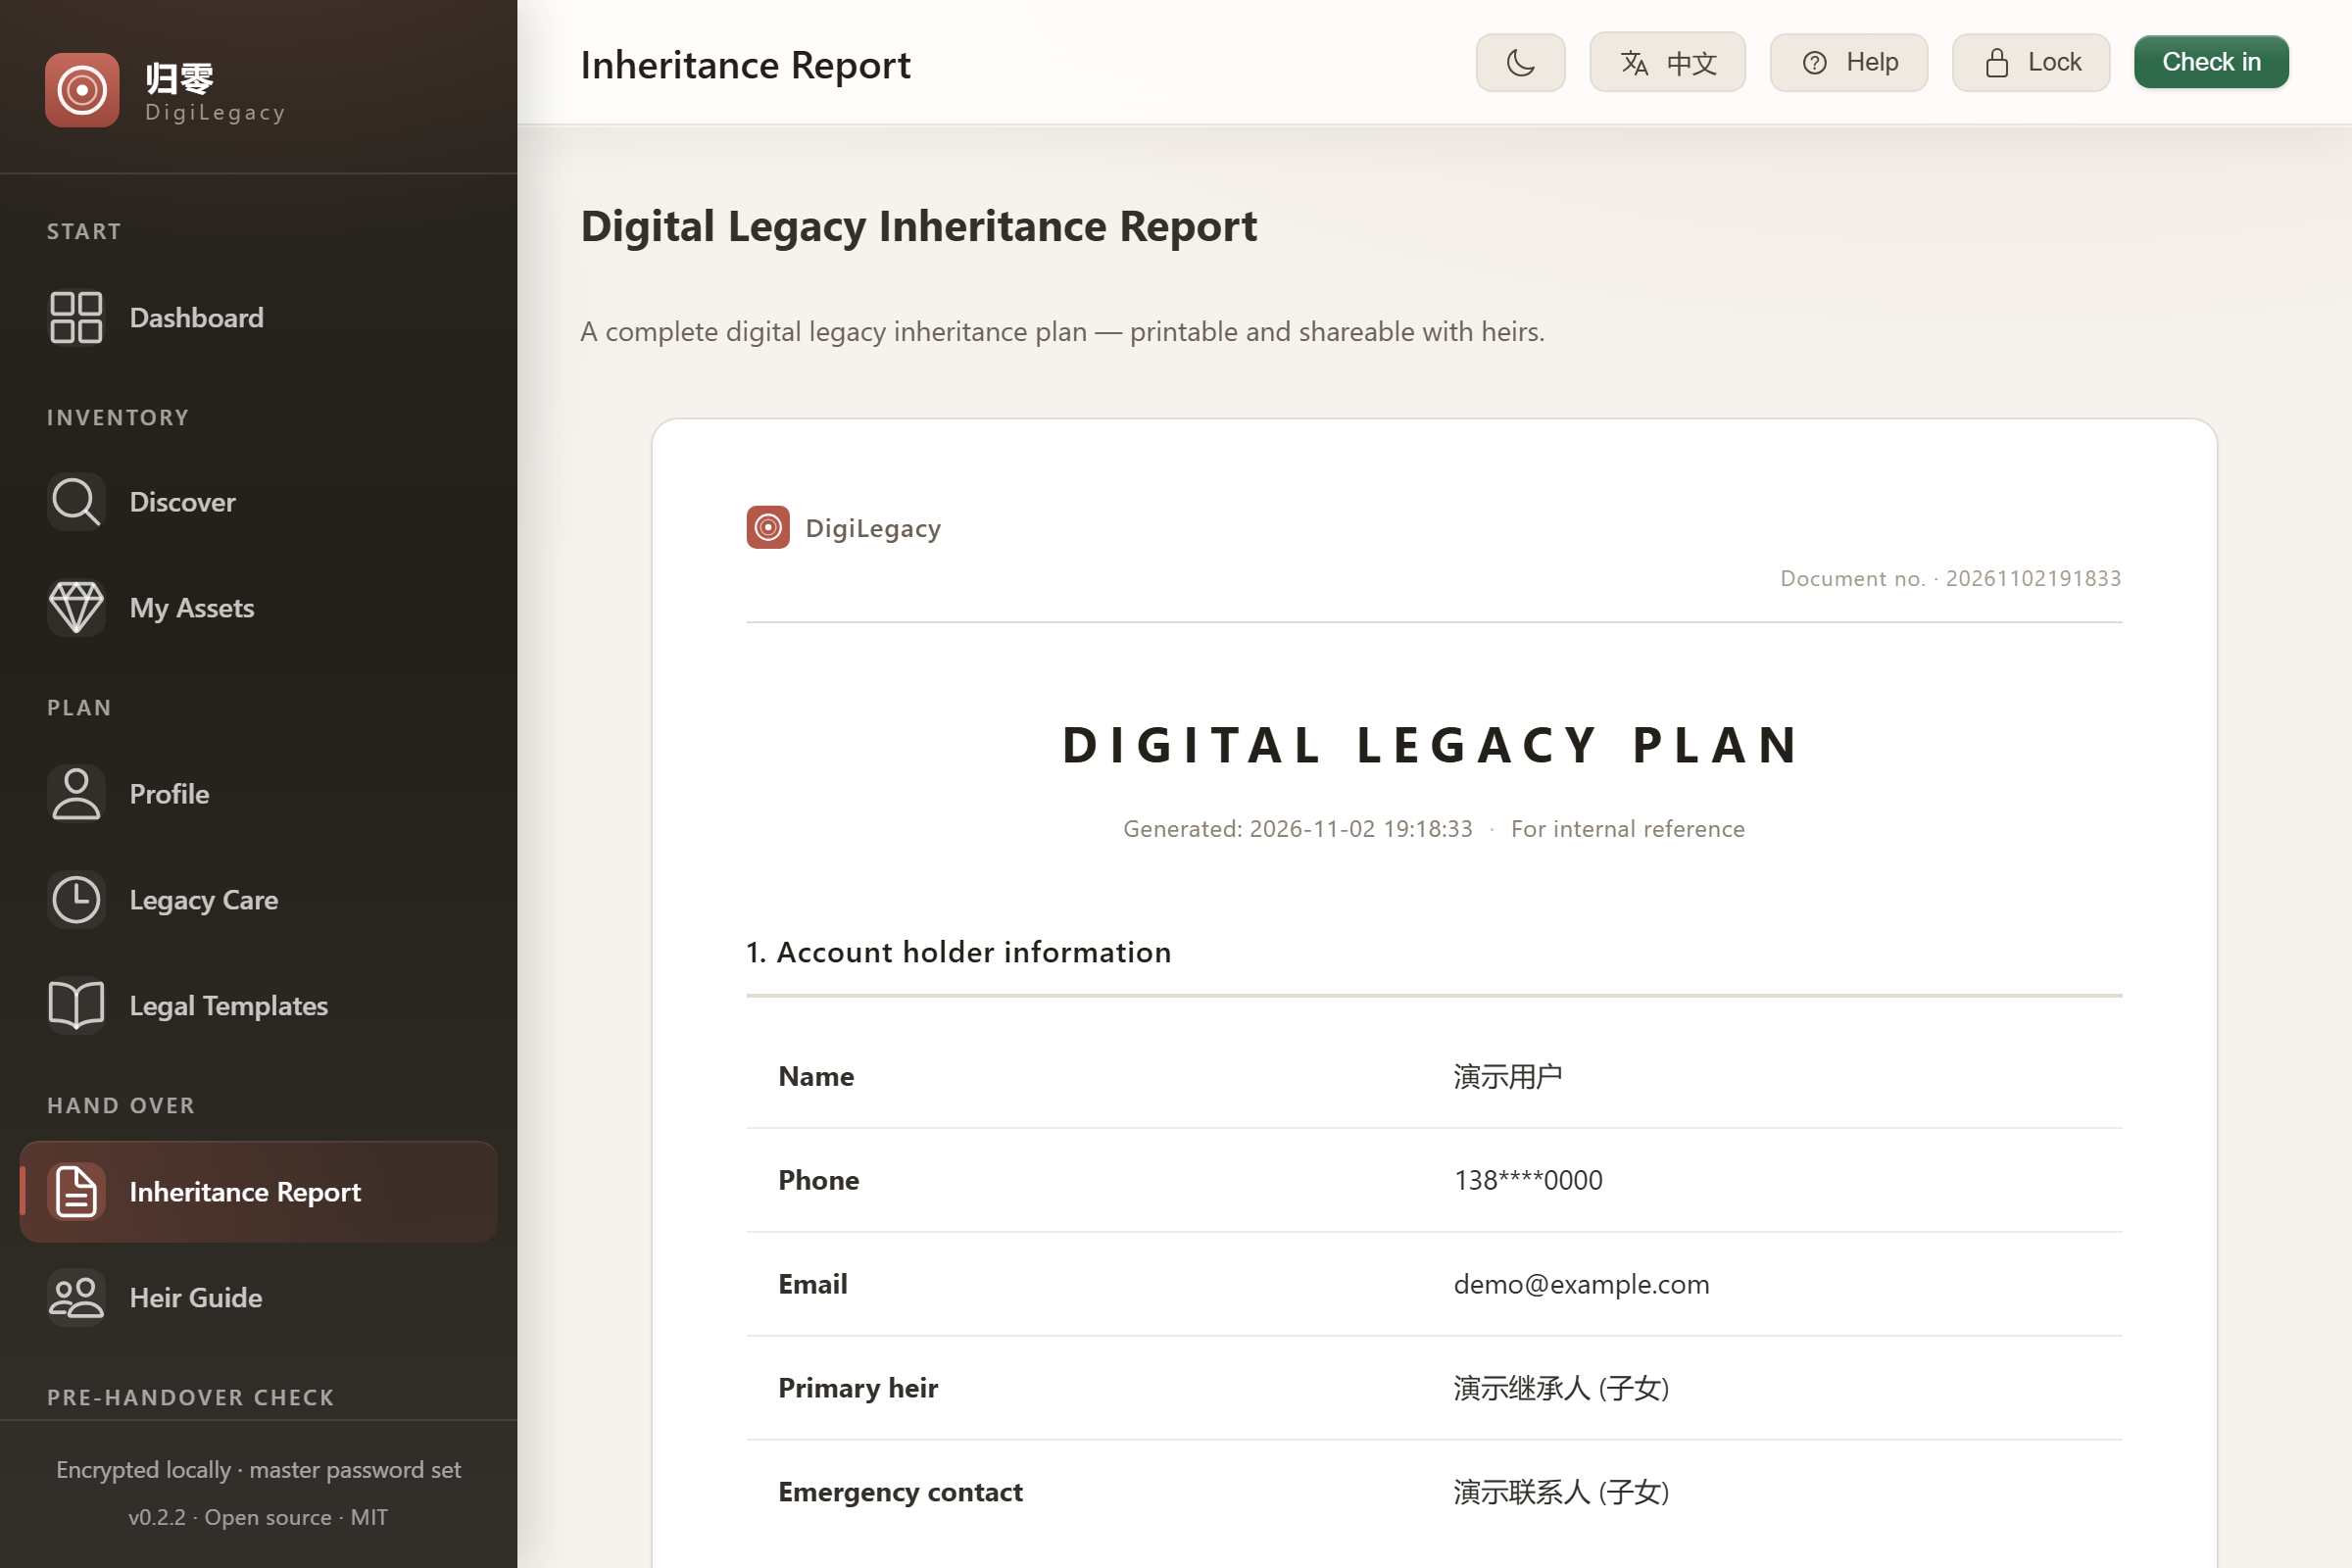 归零
DigiLegacy
START
Dashboard
INVENTORY
Discover
My Assets
PLAN
Profile
Legacy Care
Legal Templates
HAND OVER
Inheritance Report
Heir Guide
PRE-HANDOVER CHECK
Encrypted locally · master password set
v0.2.2 · Open source · MIT
Inheritance Report
中文
Help
Lock
Check in
Digital Legacy Inheritance Report
A complete digital legacy inheritance plan — printable and shareable with heirs.
DigiLegacy
Document no. · 20261102191833
DIGITAL LEGACY PLAN
Generated: 2026-11-02 19:18:33 · For internal reference
1. Account holder information
Name 演示用户
Phone 138****0000
Email demo@example.com
Primary heir 演示继承人 (子女)
Emergency contact 演示联系人 (子女)